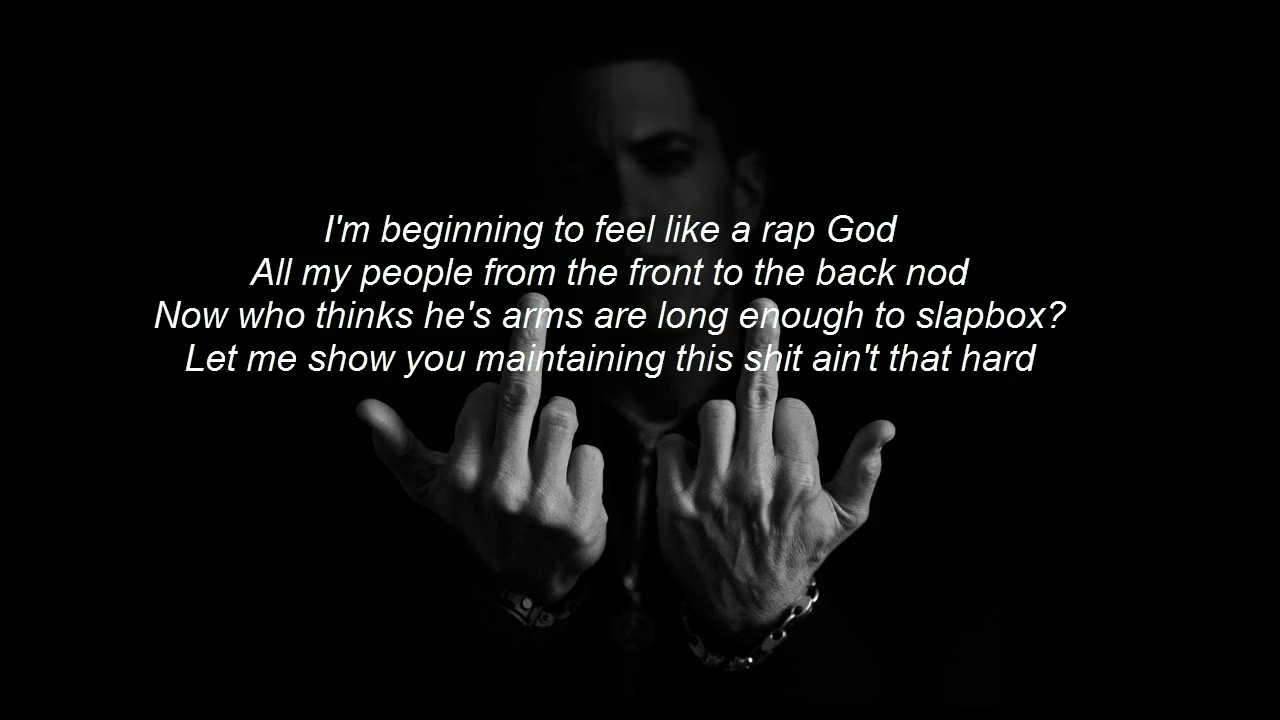 I'm beginning to feel like a rap God
All my people from the front to the back nod
Now who thinks he's arms are long enough to slapbox?
Let me show you maintaining this shit ain't that hard